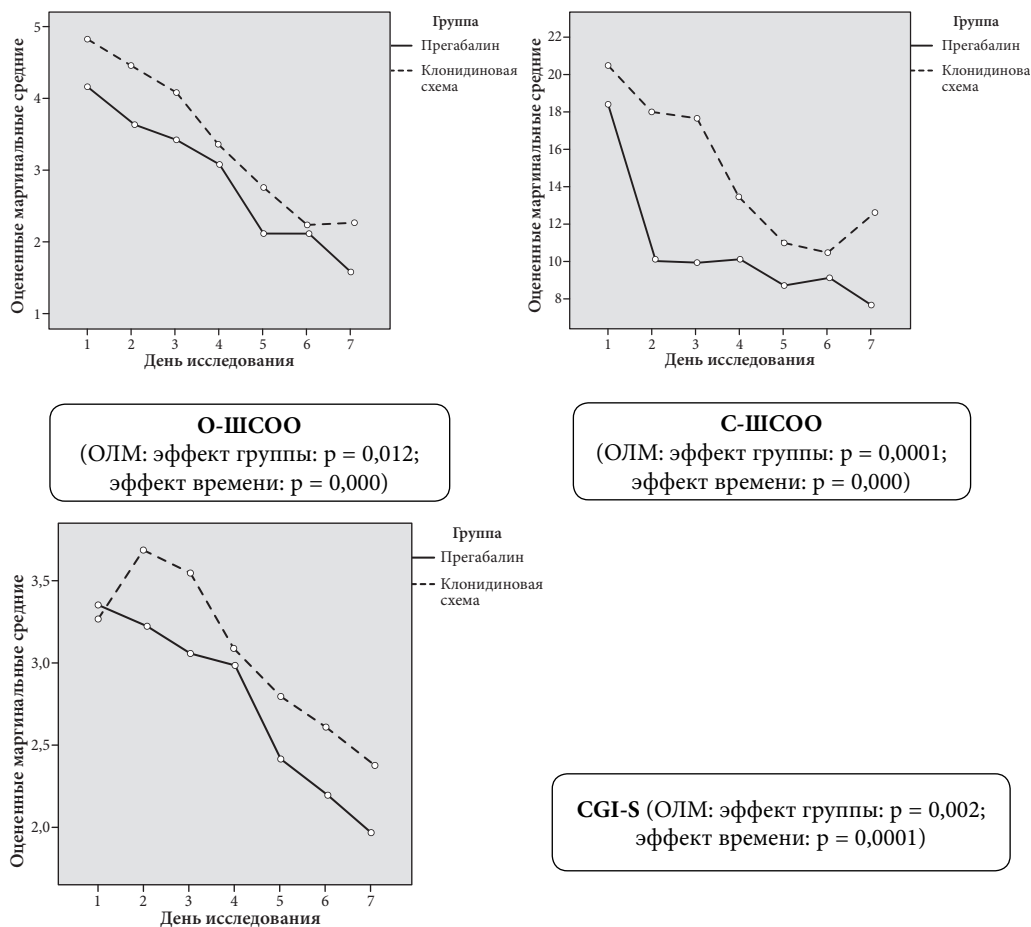 Группа
Прегабалин
Клонидиновая
схема
Оцененные маргинальные средние
5
4
3
2
1
1 2 3 4 5 6 7
День исследования
Группа
Прегабалин
Клонидинова
схема
Оцененные маргинальные средние
22
20
18
16
14
12
10
8
1 2 3 4 5 6 7
День исследования
О-ШСОО
(ОЛМ: эффект группы: p = 0,012;
эффект времени: p = 0,000)
С-ШСОО
(ОЛМ: эффект группы: p = 0,0001;
эффект времени: p = 0,000)
Группа
Прегабалин
Клонидиновая
схема
Оцененные маргинальные средние
3,5
3,0
2,5
2,0
1 2 3 4 5 6 7
День исследования
CGI-S (ОЛМ: эффект группы: p = 0,002;
эффект времени: p = 0,0001)